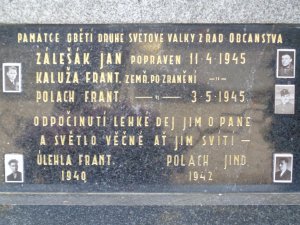 PAMÁTCE OBĚTÍ DRUHÉ SVĚTOVÉ VÁLKY Z ŘAD OBČANSTVA
ZÁLEŠÁK JAN POPRAVEN 11·4·1945
KALUŽA FRANT. ZEMŘ. PO ZRANĚNÍ —"—
POLACH FRANT. —"— 3·5·1945
ODPOČINUTÍ LEHKÉ DEJ JIM O PANE
A SVĚTLO VĚČNÉ AŤ JIM SVÍTÍ —
ÚLEHLA FRANT. POLACH JIND
1940 1942